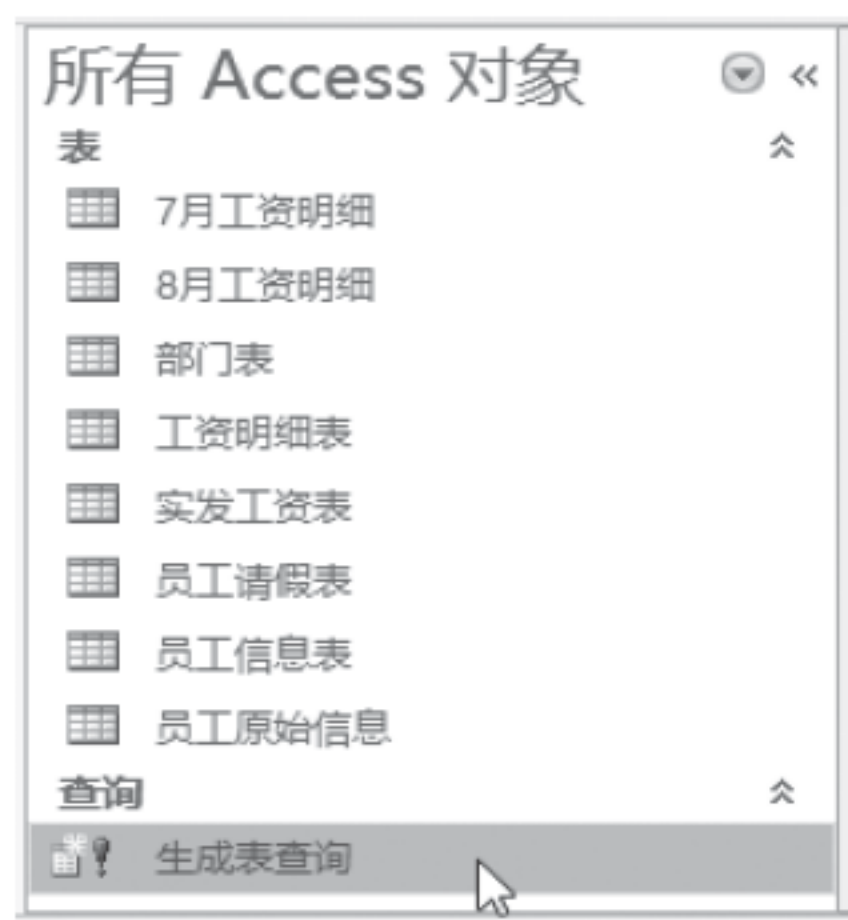 所有 Access 对象
表
7月工资明细
8月工资明细
部门表
工资明细表
实发工资表
员工请假表
员工信息表
员工原始信息
查询
生成表查询